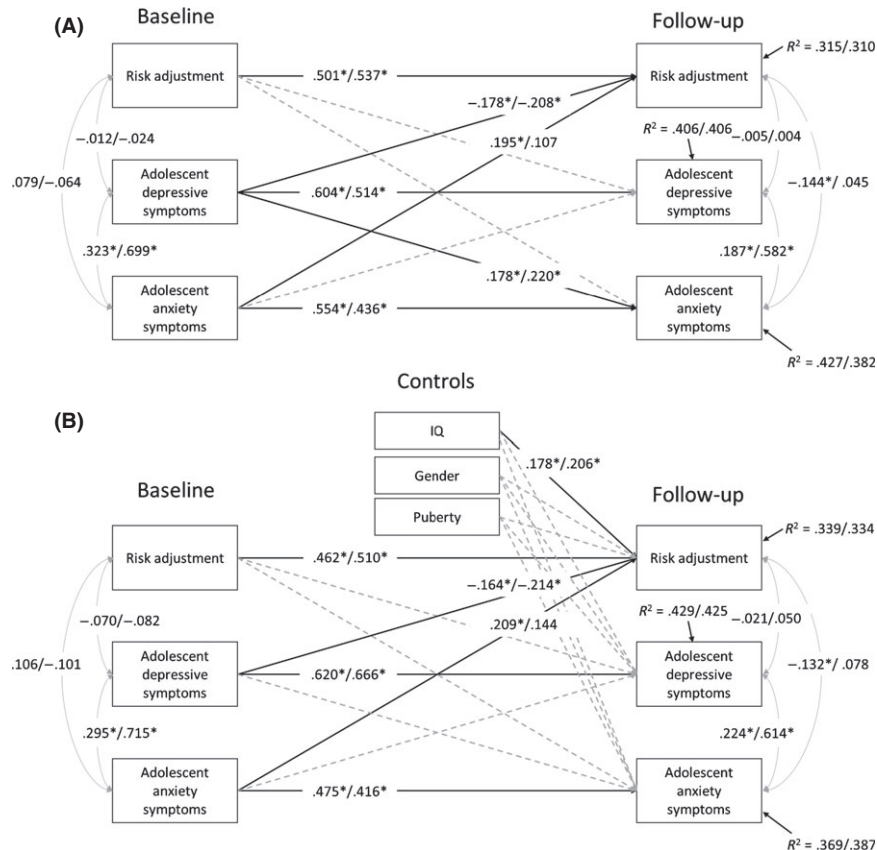 (A)
Baseline
Follow-up
Risk adjustment
.501*/.537*
Risk adjustment
R² = .315/.310
−.178*/−.208*
−.012/−.024
.195*/.107
R² = .406/.406
−.005/.004
.079/−.064
Adolescent
depressive
symptoms
.604*/.514*
Adolescent
depressive
symptoms
−.144*/ .045
.323*/.699*
.187*/.582*
.178*/.220*
Adolescent
anxiety
symptoms
.554*/.436*
Adolescent
anxiety
symptoms
R² = .427/.382
Controls
(B)
IQ
.178*/.206*
Gender
Baseline
Follow-up
Puberty
R² = .339/.334
Risk adjustment
.462*/.510*
Risk adjustment
−.164*/−.214*
−.070/−.082
.209*/.144
R² = .429/.425
−.021/.050
.106/−.101
Adolescent
depressive
symptoms
.620*/.666*
Adolescent
depressive
symptoms
−.132*/ .078
.295*/.715*
.224*/.614*
Adolescent
anxiety
symptoms
.475*/.416*
Adolescent
anxiety
symptoms
R² = .369/.387